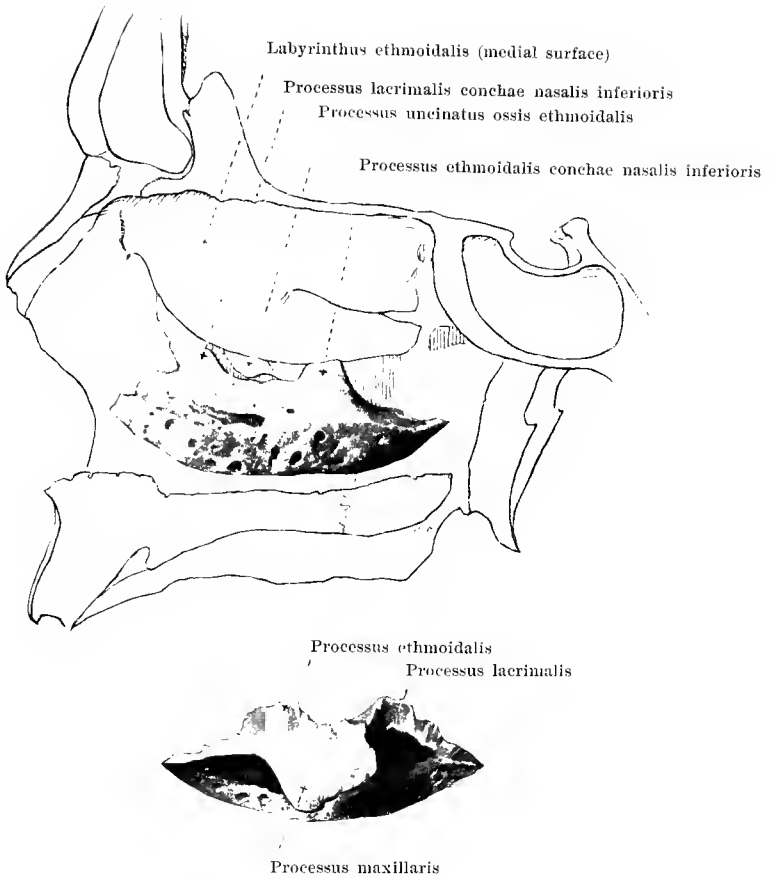 Labyrinthus ethmoidalis (medial surface)
Processus lacrimalis conchae nasalis inferioris
Processus uncinatus ossis ethmoidalis
Processus ethmoidalis conchae nasalis inferioris
Processus ethmoidalis
Processus lacrimalis
Processus maxillaris